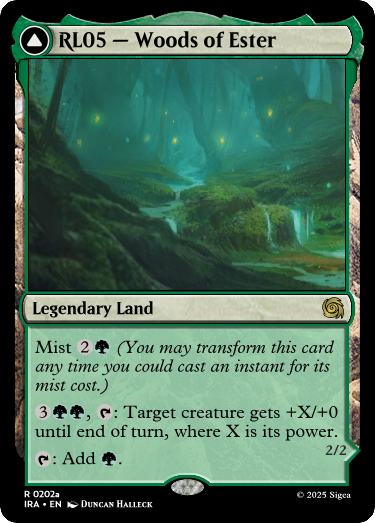 RL05 — Woods of Ester
Legendary Land
Mist 2 (You may transform this card
any time you could cast an instant for its
mist cost.)
3, : Target creature gets +X/+0
until end of turn, where X is its power.
: Add .
2/2
R 0202a
IRA • EN Duncan Halleck
© 2025 Sigea